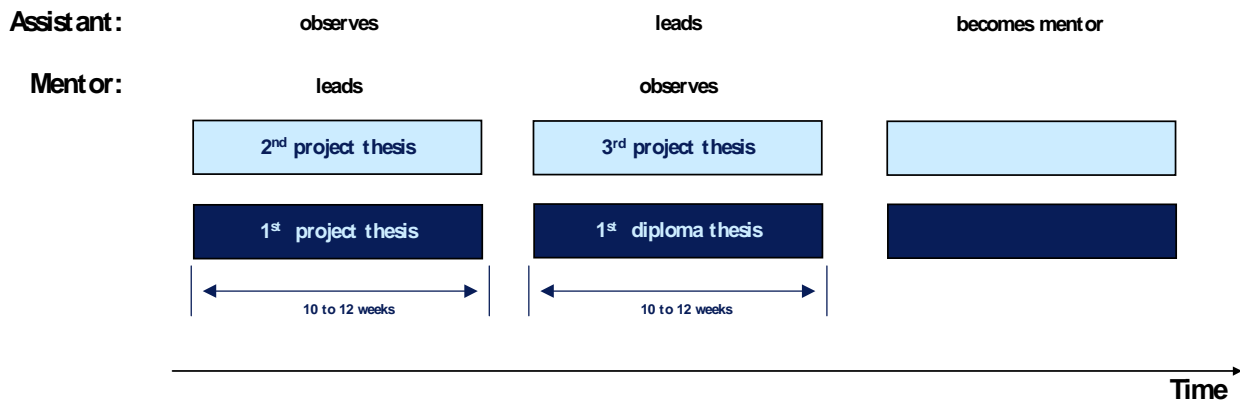 Assistant: observes leads becomes mentor
Mentor: leads observes
2nd project thesis 3rd project thesis
1st project thesis 1st diploma thesis
10 to 12 weeks 10 to 12 weeks
Time